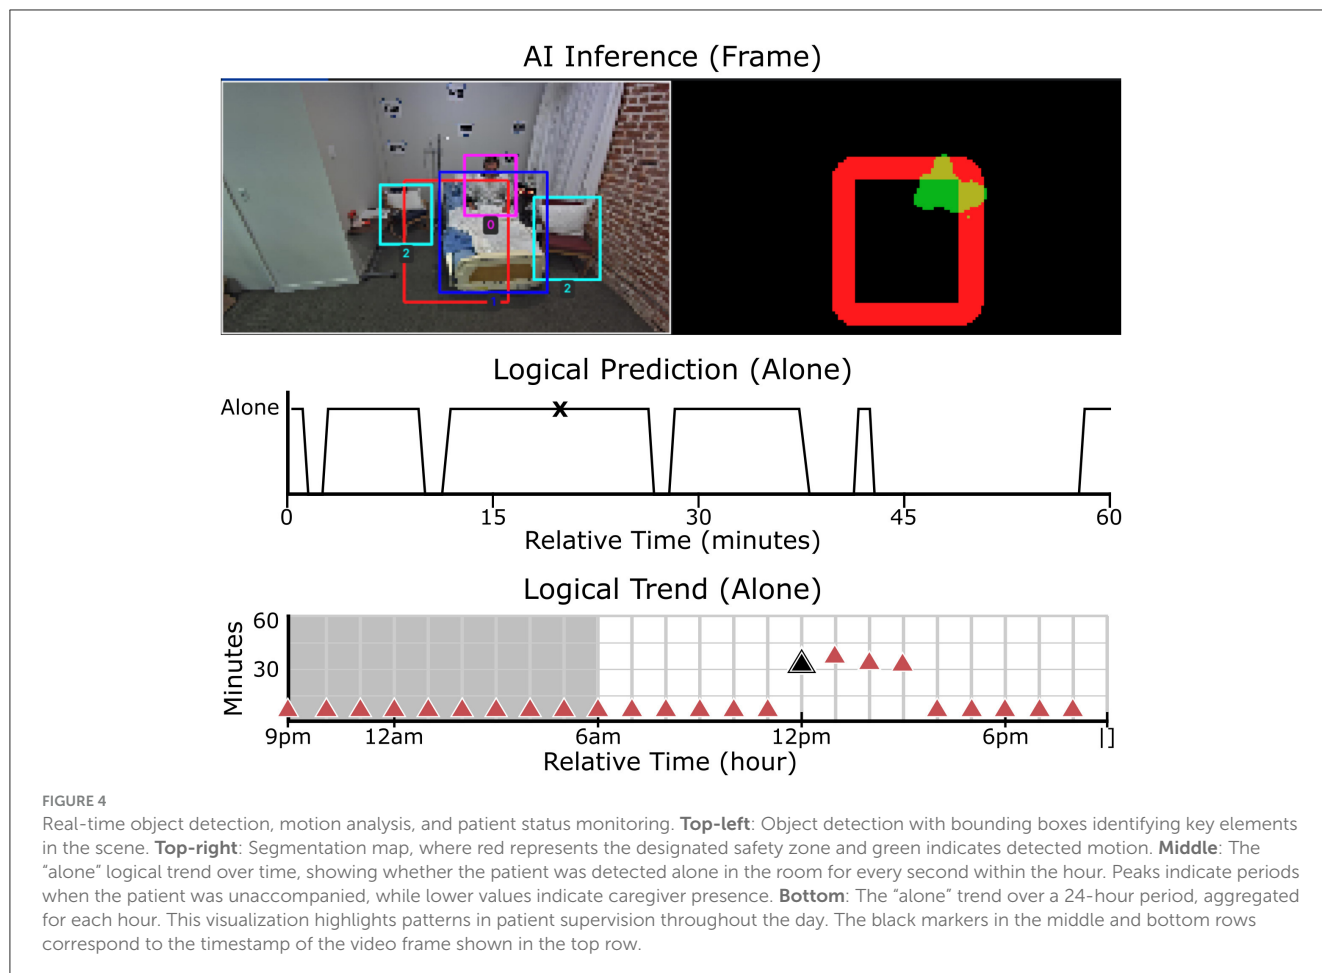 AI Inference (Frame)
0
2
2
Logical Prediction (Alone)
Alone
X
0 15 30 45 60
Relative Time (minutes)
Logical Trend (Alone)
Minutes
60
30
9pm 12am 6am 12pm 6pm |]
Relative Time (hour)
FIGURE 4
Real-time object detection, motion analysis, and patient status monitoring. Top-left: Object detection with bounding boxes identifying key elements
in the scene. Top-right: Segmentation map, where red represents the designated safety zone and green indicates detected motion. Middle: The
“alone” logical trend over time, showing whether the patient was detected alone in the room for every second within the hour. Peaks indicate periods
when the patient was unaccompanied, while lower values indicate caregiver presence. Bottom: The “alone” trend over a 24-hour period, aggregated
for each hour. This visualization highlights patterns in patient supervision throughout the day. The black markers in the middle and bottom rows
correspond to the timestamp of the video frame shown in the top row.